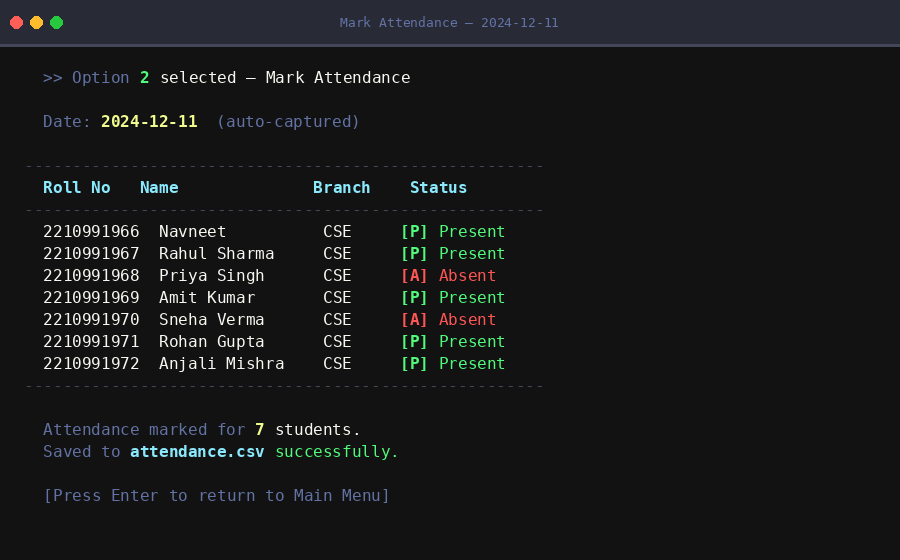 Mark Attendance — 2024-12-11
>> Option 2 selected — Mark Attendance
Date: 2024-12-11  (auto-captured)
------------------------------------------------------
Roll No   Name              Branch    Status
------------------------------------------------------
2210991966  Navneet          CSE     [P] Present
2210991967  Rahul Sharma     CSE     [P] Present
2210991968  Priya Singh      CSE     [A] Absent
2210991969  Amit Kumar       CSE     [P] Present
2210991970  Sneha Verma      CSE     [A] Absent
2210991971  Rohan Gupta      CSE     [P] Present
2210991972  Anjali Mishra    CSE     [P] Present
------------------------------------------------------
Attendance marked for 7 students.
Saved to attendance.csv successfully.
[Press Enter to return to Main Menu]